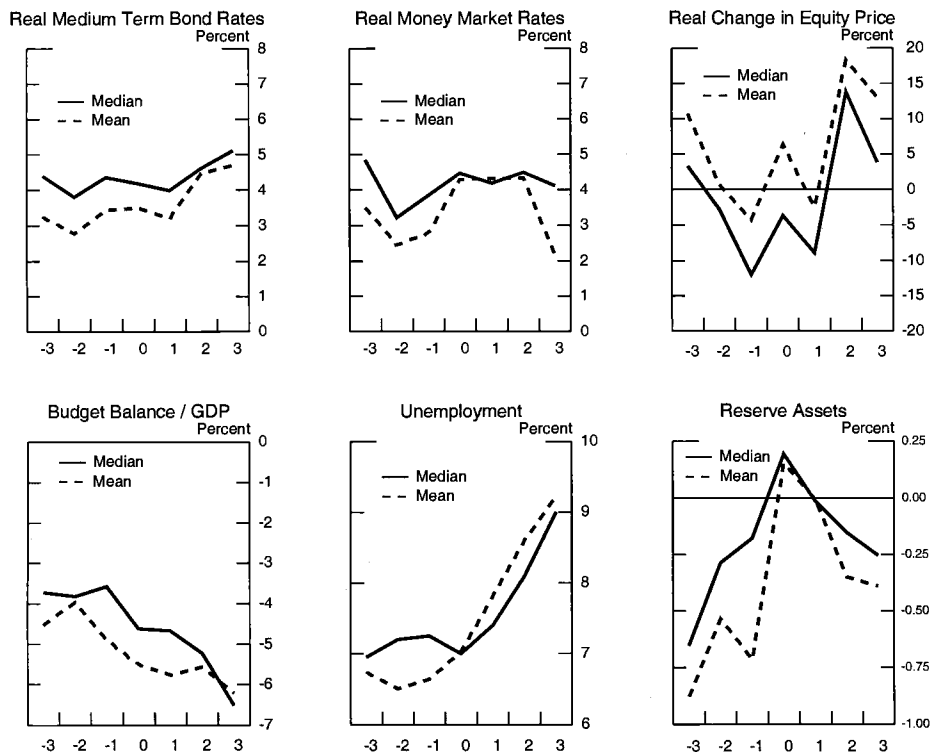 Real Medium Term Bond Rates
Percent
8
7
6
5
4
3
2
1
0
Median
Mean
-3 -2 -1 0 1 2 3
Real Money Market Rates
Percent
8
7
6
5
4
3
2
1
0
Median
Mean
-3 -2 -1 0 1 2 3
Real Change in Equity Price
Percent
20
15
10
5
0
-5
-10
-15
-20
Median
Mean
-3 -2 -1 0 1 2 3
Budget Balance / GDP
Percent
0
-1
-2
-3
-4
-5
-6
-7
Median
Mean
-3 -2 -1 0 1 2 3
Unemployment
Percent
10
9
8
7
6
Median
Mean
-3 -2 -1 0 1 2 3
Reserve Assets
Percent
0.25
0.00
-0.25
-0.50
-0.75
-1.00
Median
Mean
-3 -2 -1 0 1 2 3